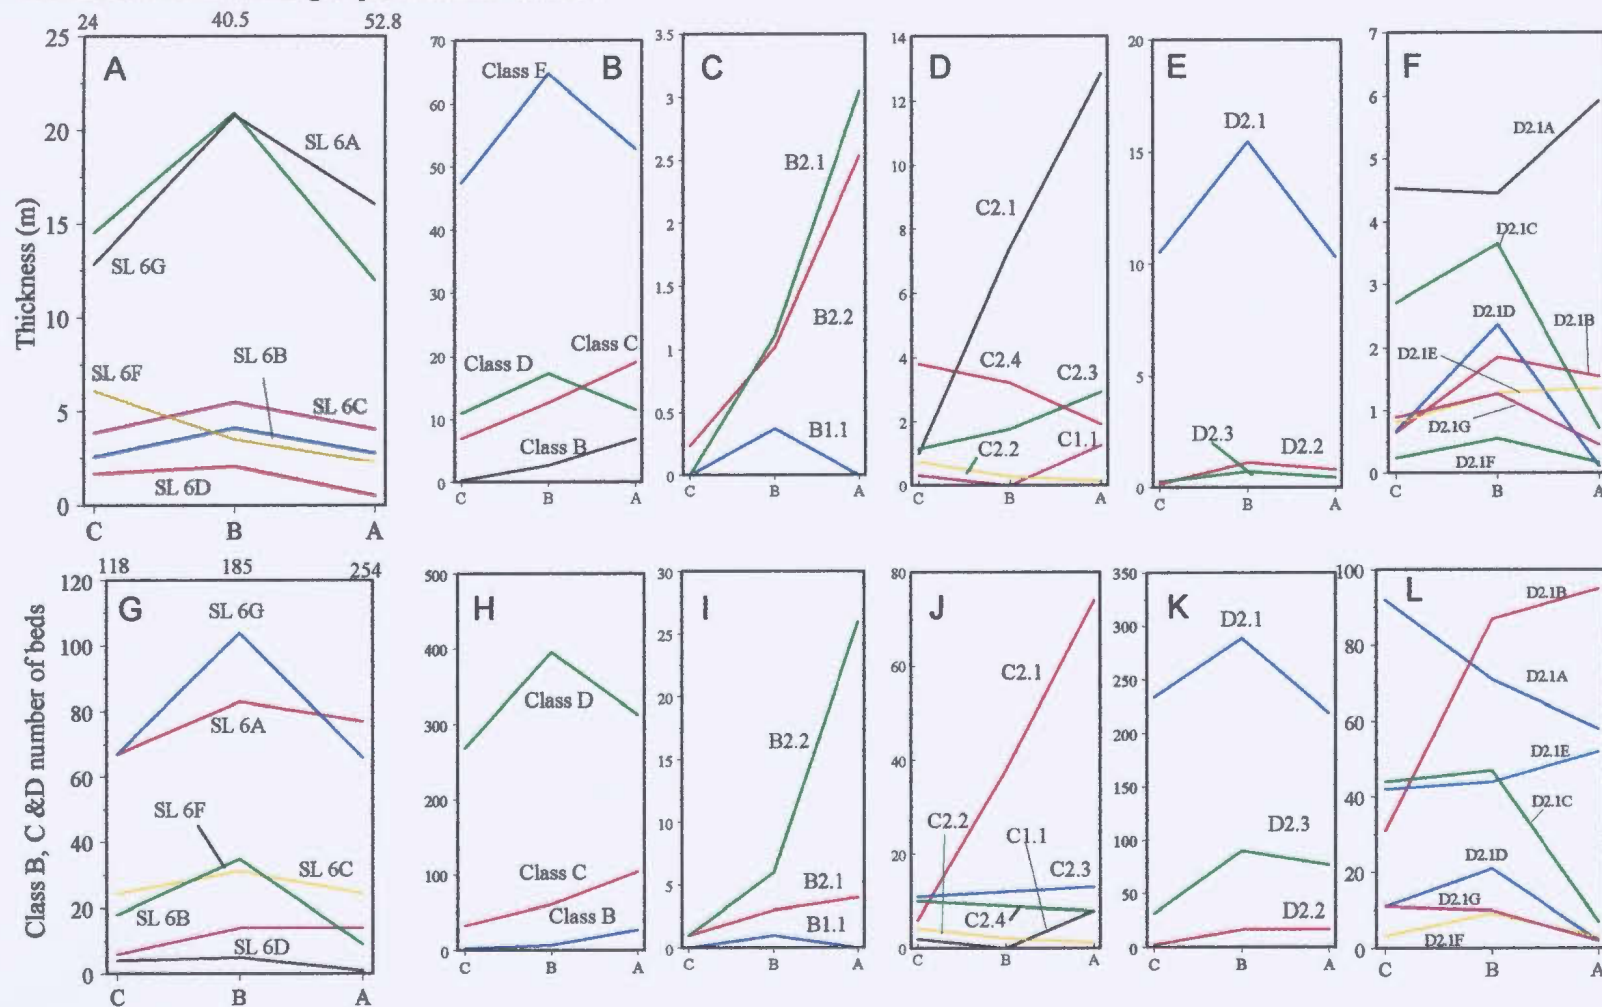 24 40.5 52.8
Thickness (m)
A
25
20
15
10
5
0
SL 6A
SL 6G
SL 6B
SL 6F
SL 6C
SL 6D
C B A
B
70
60
50
40
30
20
10
0
Class E
Class C
Class D
Class B
C B A
C
3.5
3
2.5
2
1.5
1
0.5
0
B2.1
B2.2
B1.1
C B A
D
14
12
10
8
6
4
2
0
C2.1
C2.4
C2.3
C2.2
C1.1
C B A
E
20
15
10
5
0
D2.1
D2.3
D2.2
C B A
F
7
6
5
4
3
2
1
0
D2.1A
D2.1C
D2.1D
D2.1B
D2.1E
D2.1G
D2.1F
C B A
118 185 254
Class B, C &D number of beds
G
120
100
80
60
40
20
0
SL 6G
SL 6A
SL 6F
SL 6C
SL 6B
SL 6D
C B A
H
500
400
300
200
100
0
Class D
Class C
Class B
C B A
I
30
25
20
15
10
5
0
B2.2
B2.1
B1.1
C B A
J
80
60
40
20
0
C2.1
C2.2
C1.1
C2.3
C2.4
C B A
K
350
300
250
200
150
100
50
0
D2.1
D2.3
D2.2
C B A
L
100
80
60
40
20
0
D2.1B
D2.1A
D2.1E
D2.1C
D2.1D
D2.1G
D2.1F
C B A